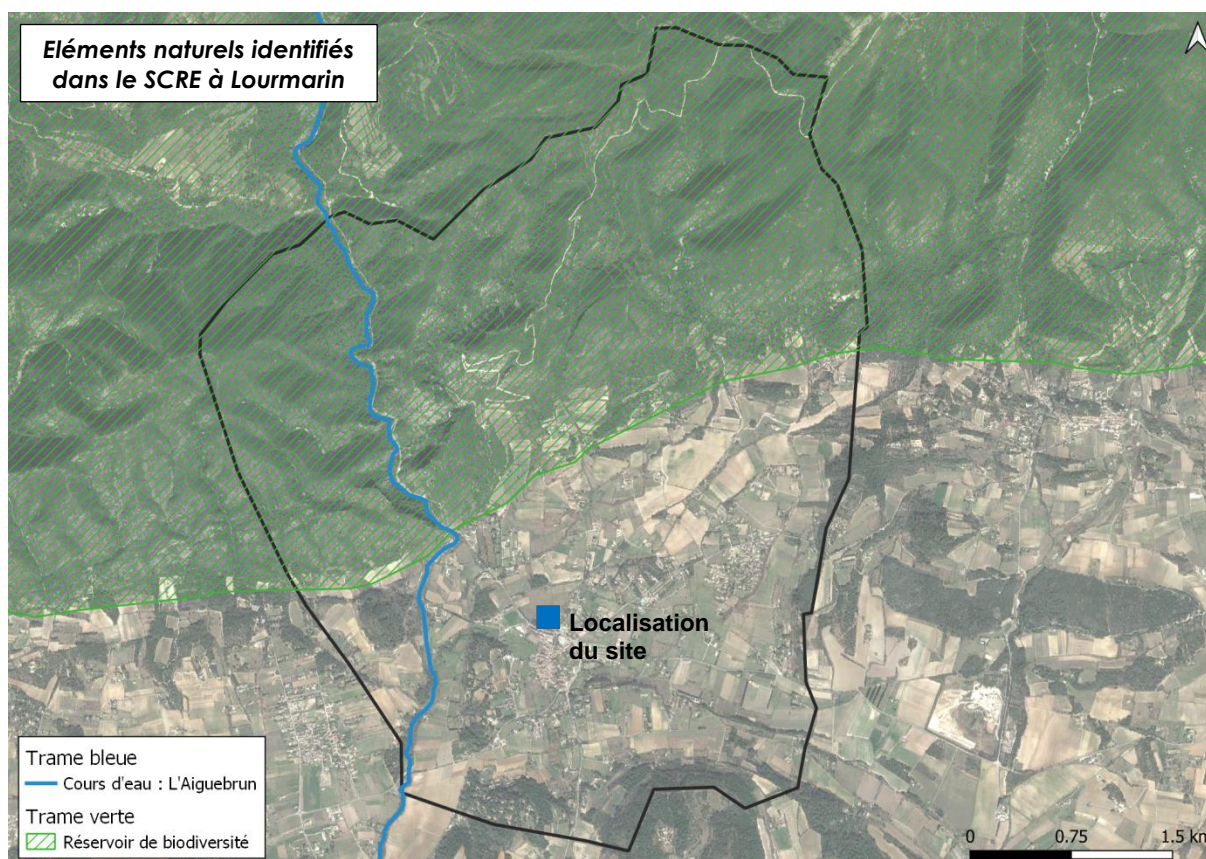 Eléments naturels identifiés
dans le SCRE à Lourmarin
Localisation
du site
Trame bleue
Cours d'eau : L'Aiguebrun
Trame verte
Réservoir de biodiversité
0 0.75 1.5 km